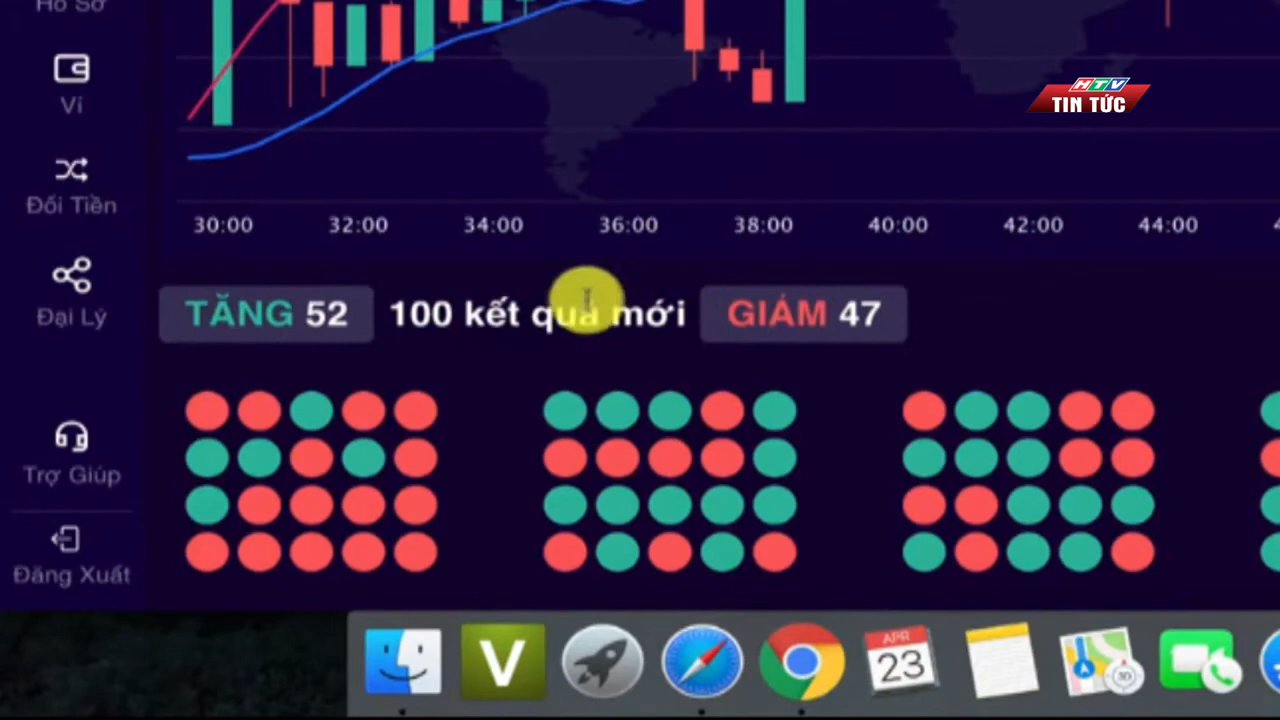 Hồ Sơ
HTV
TIN TỨC
Ví
Đổi Tiền
30:00 32:00 34:00 36:00 38:00 40:00 42:00 44:00
Đại Lý
TĂNG 52 100 kết quả mới GIẢM 47
Trợ Giúp
Đăng Xuất
V
APR
23
3D